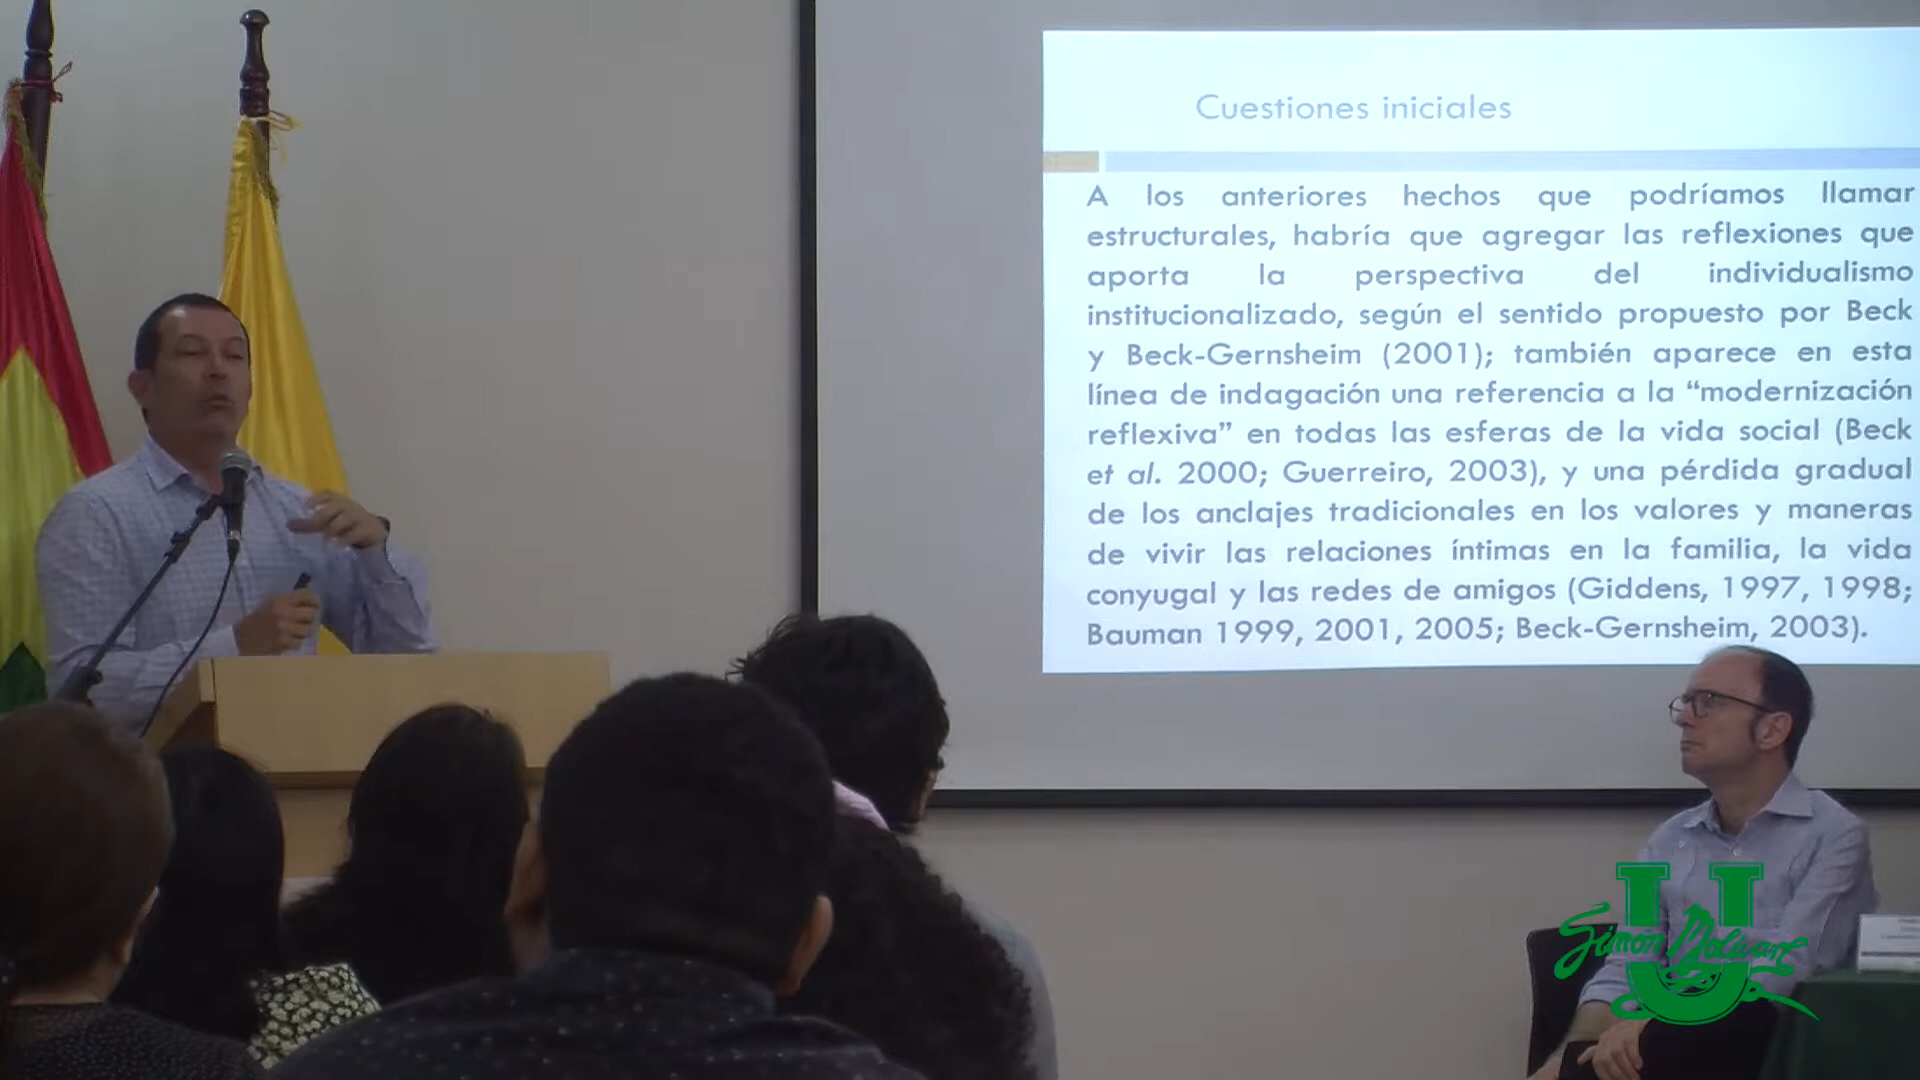 Cuestiones iniciales
A los anteriores hechos que podríamos llamar
estructurales, habría que agregar las reflexiones que
aporta la perspectiva del individualismo
institucionalizado, según el sentido propuesto por Beck
y Beck-Gernsheim (2001); también aparece en esta
línea de indagación una referencia a la “modernización
reflexiva” en todas las esferas de la vida social (Beck
et al. 2000; Guerreiro, 2003), y una pérdida gradual
de los anclajes tradicionales en los valores y maneras
de vivir las relaciones íntimas en la familia, la vida
conyugal y las redes de amigos (Giddens, 1997, 1998;
Bauman 1999, 2001, 2005; Beck-Gernsheim, 2003).
U
Simón Bolívar